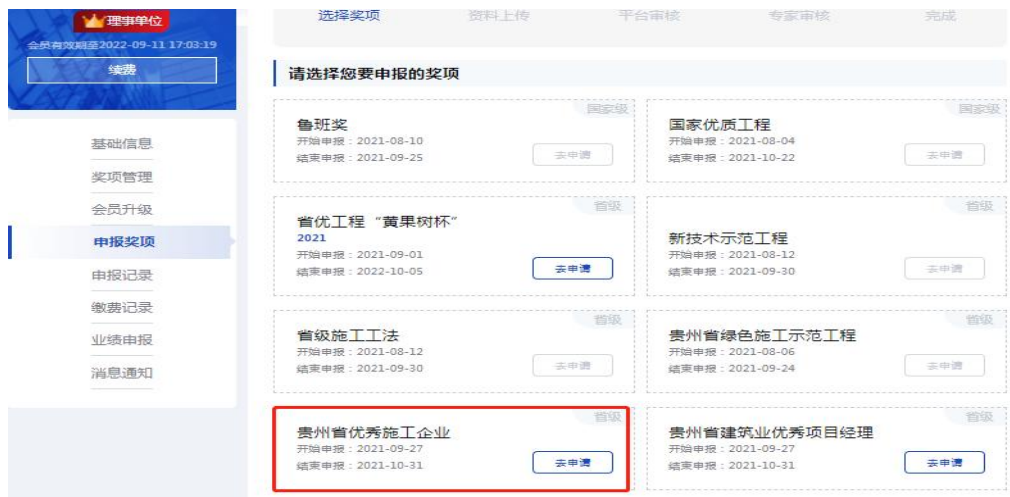 理事单位
会员有效期至2022-09-11 17:03:19
续费
基础信息
奖项管理
会员升级
申报奖项
申报记录
缴费记录
业绩申报
消息通知
选择奖项 资料上传 平台审核 专家审核 完成
请选择您要申报的奖项
国家级
鲁班奖
开始申报：2021-08-10
结束申报：2021-09-25
去申请
国家级
国家优质工程
开始申报：2021-08-04
结束申报：2021-10-22
去申请
省级
省优工程“黄果树杯”
2021
开始申报：2021-09-01
结束申报：2022-10-05
去申请
省级
新技术示范工程
开始申报：2021-08-12
结束申报：2021-09-30
去申请
省级
省级施工工法
开始申报：2021-08-12
结束申报：2021-09-30
去申请
省级
贵州省绿色施工示范工程
开始申报：2021-08-06
结束申报：2021-09-24
去申请
省级
贵州省优秀施工企业
开始申报：2021-09-27
结束申报：2021-10-31
去申请
省级
贵州省建筑业优秀项目经理
开始申报：2021-09-27
结束申报：2021-10-31
去申请